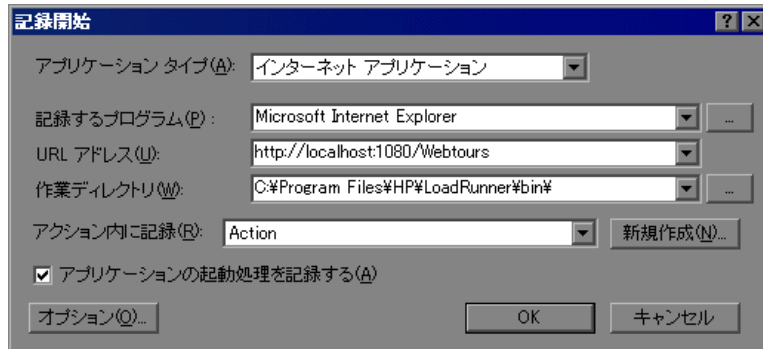 記録開始
アプリケーション タイプ(A): インターネット アプリケーション
記録するプログラム(P) : Microsoft Internet Explorer ...
URL アドレス(U): http://localhost:1080/Webtours
作業ディレクトリ(W): C:¥Program Files¥HP¥LoadRunner¥bin¥ ...
アクション内に記録(R): Action 新規作成(N)...
アプリケーションの起動処理を記録する(A)
オプション(O)... OK キャンセル